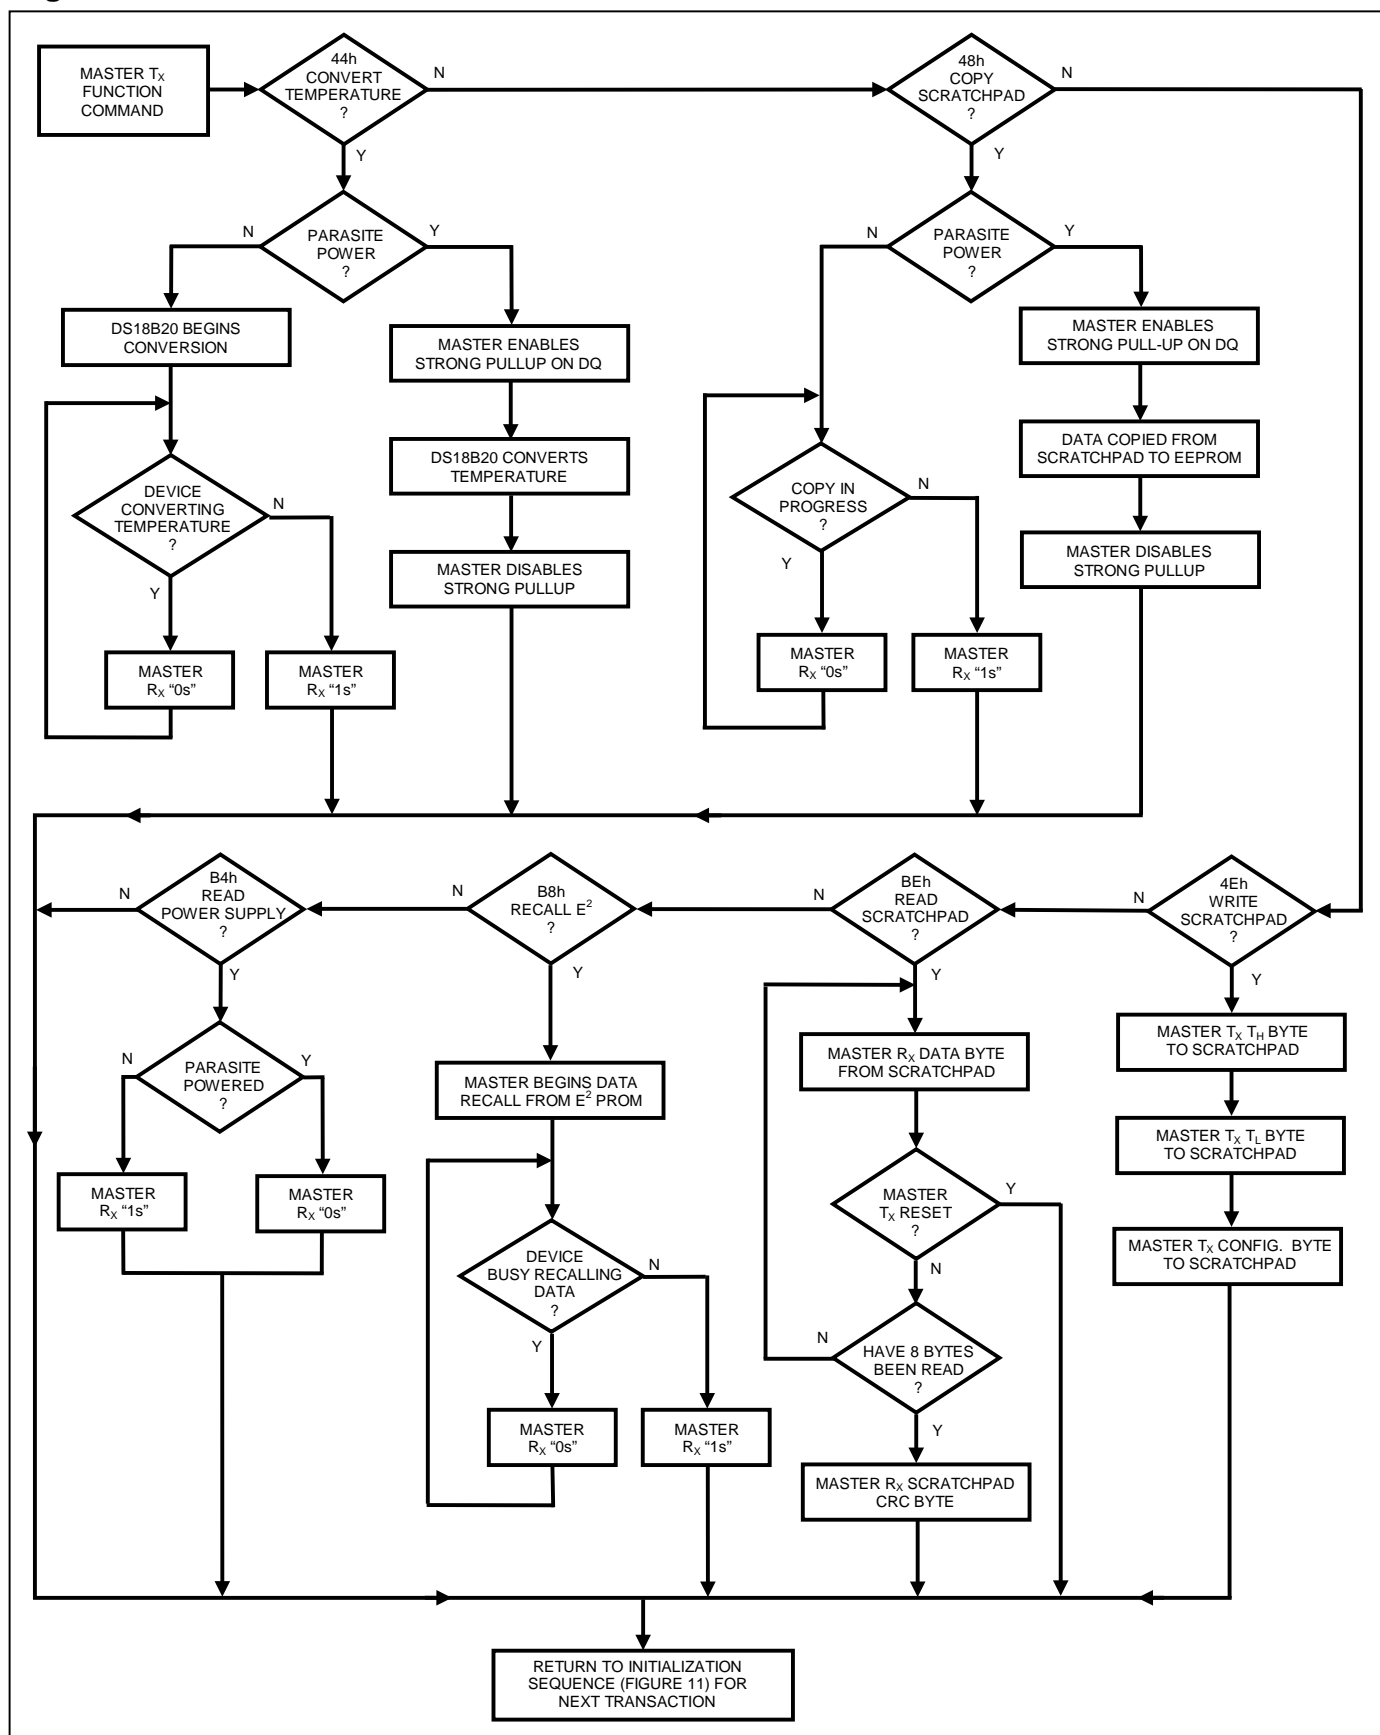 MASTER TX
FUNCTION
COMMAND
44h
CONVERT
TEMPERATURE
?
N
Y
48h
COPY
SCRATCHPAD
?
N
Y
PARASITE
POWER
?
N
Y
PARASITE
POWER
?
N
Y
DS18B20 BEGINS
CONVERSION
MASTER ENABLES
STRONG PULLUP ON DQ
MASTER ENABLES
STRONG PULL-UP ON DQ
DS18B20 CONVERTS
TEMPERATURE
DATA COPIED FROM
SCRATCHPAD TO EEPROM
DEVICE
CONVERTING
TEMPERATURE
?
N
Y
COPY IN
PROGRESS
?
N
Y
MASTER DISABLES
STRONG PULLUP
MASTER DISABLES
STRONG PULLUP
MASTER
RX “0s”
MASTER
RX “1s”
MASTER
RX “0s”
MASTER
RX “1s”
B4h
READ
POWER SUPPLY
?
N
Y
B8h
RECALL E2
?
N
Y
BEh
READ
SCRATCHPAD
?
N
Y
4Eh
WRITE
SCRATCHPAD
?
N
Y
PARASITE
POWERED
?
N
Y
MASTER BEGINS DATA
RECALL FROM E2 PROM
MASTER RX DATA BYTE
FROM SCRATCHPAD
MASTER TX TH BYTE
TO SCRATCHPAD
MASTER TX TL BYTE
TO SCRATCHPAD
MASTER
RX “1s”
MASTER
RX “0s”
MASTER
TX RESET
?
Y
N
MASTER TX CONFIG. BYTE
TO SCRATCHPAD
DEVICE
BUSY RECALLING
DATA
?
N
Y
HAVE 8 BYTES
BEEN READ
?
N
Y
MASTER
RX “0s”
MASTER
RX “1s”
MASTER RX SCRATCHPAD
CRC BYTE
RETURN TO INITIALIZATION
SEQUENCE (FIGURE 11) FOR
NEXT TRANSACTION